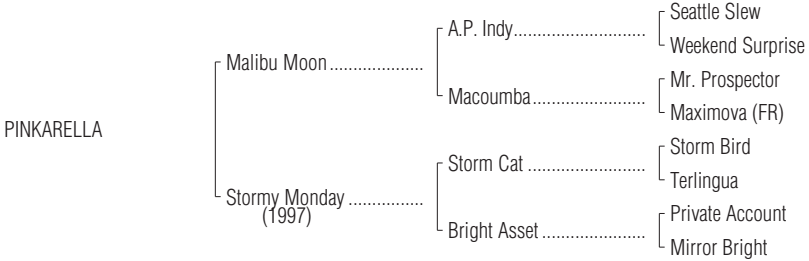 Seattle Slew
A.P. Indy..............................
Weekend Surprise
Malibu Moon.....................
Mr. Prospector
Macoumba..........................
Maximova (FR)
PINKARELLA
Storm Bird
Storm Cat...........................
Terlingua
Stormy Monday.................
(1997)
Private Account
Bright Asset........................
Mirror Bright